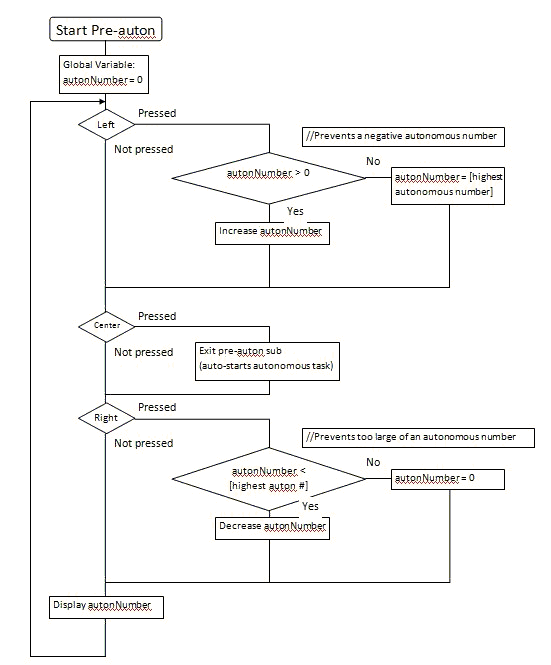 Start Pre-auton
Global Variable:
autonNumber= 0
Pressed
Left
//Prevents a negative autonomous number
Not pressed
No
autonNumber > 0
autonNumber= [highest
autonomous number]
Yes
Increase autonNumber
Pressed
Center
Not pressed
Exit pre-auton sub
(auto-starts autonomous task)
Pressed
Right
//Prevents too large of an autonomous number
Not pressed
No
autonNumber <
[highest auton #]
autonNumber= 0
Yes
Decrease autonNumber
Display autonNumber